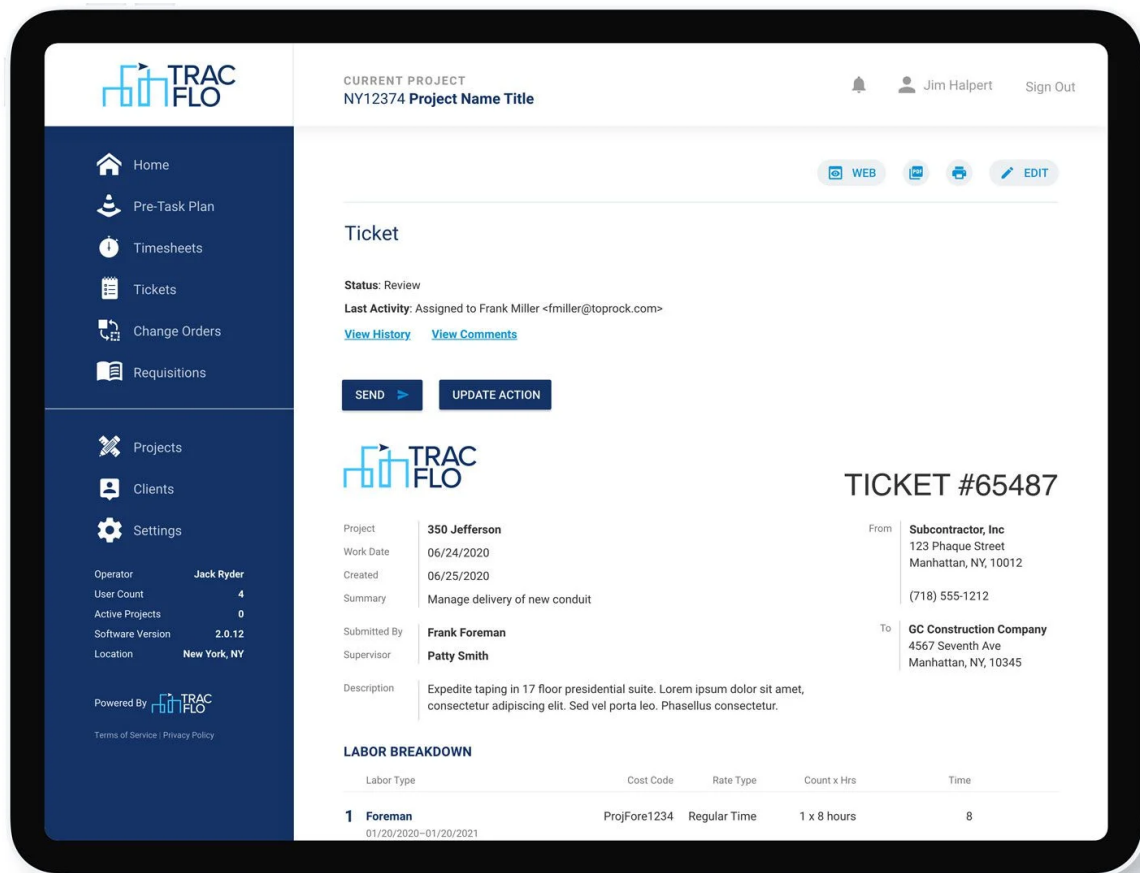 TRAC
FLO
CURRENT PROJECT
NY12374 Project Name Title
Jim Halpert
Sign Out
Home
Pre-Task Plan
Timesheets
Tickets
Change Orders
Requisitions
Projects
Clients
Settings
Operator Jack Ryder
User Count 4
Active Projects 0
Software Version 2.0.12
Location New York, NY
Powered By TRAC
FLO
Terms of Service | Privacy Policy
WEB
PDF
EDIT
Ticket
Status: Review
Last Activity: Assigned to Frank Miller <fmiller@toprock.com>
View History View Comments
SEND UPDATE ACTION
TRAC
FLO
TICKET #65487
Project 350 Jefferson
Work Date 06/24/2020
Created 06/25/2020
Summary Manage delivery of new conduit
Submitted By Frank Foreman
Supervisor Patty Smith
From Subcontractor, Inc
123 Phaque Street
Manhattan, NY, 10012
(718) 555-1212
To GC Construction Company
4567 Seventh Ave
Manhattan, NY, 10345
Description Expedite taping in 17 floor presidential suite. Lorem ipsum dolor sit amet,
consectetur adipiscing elit. Sed vel porta leo. Phasellus consectetur.
LABOR BREAKDOWN
Labor Type Cost Code Rate Type Count x Hrs Time
1 Foreman ProjFore1234 Regular Time 1 x 8 hours 8
01/20/2020–01/20/2021